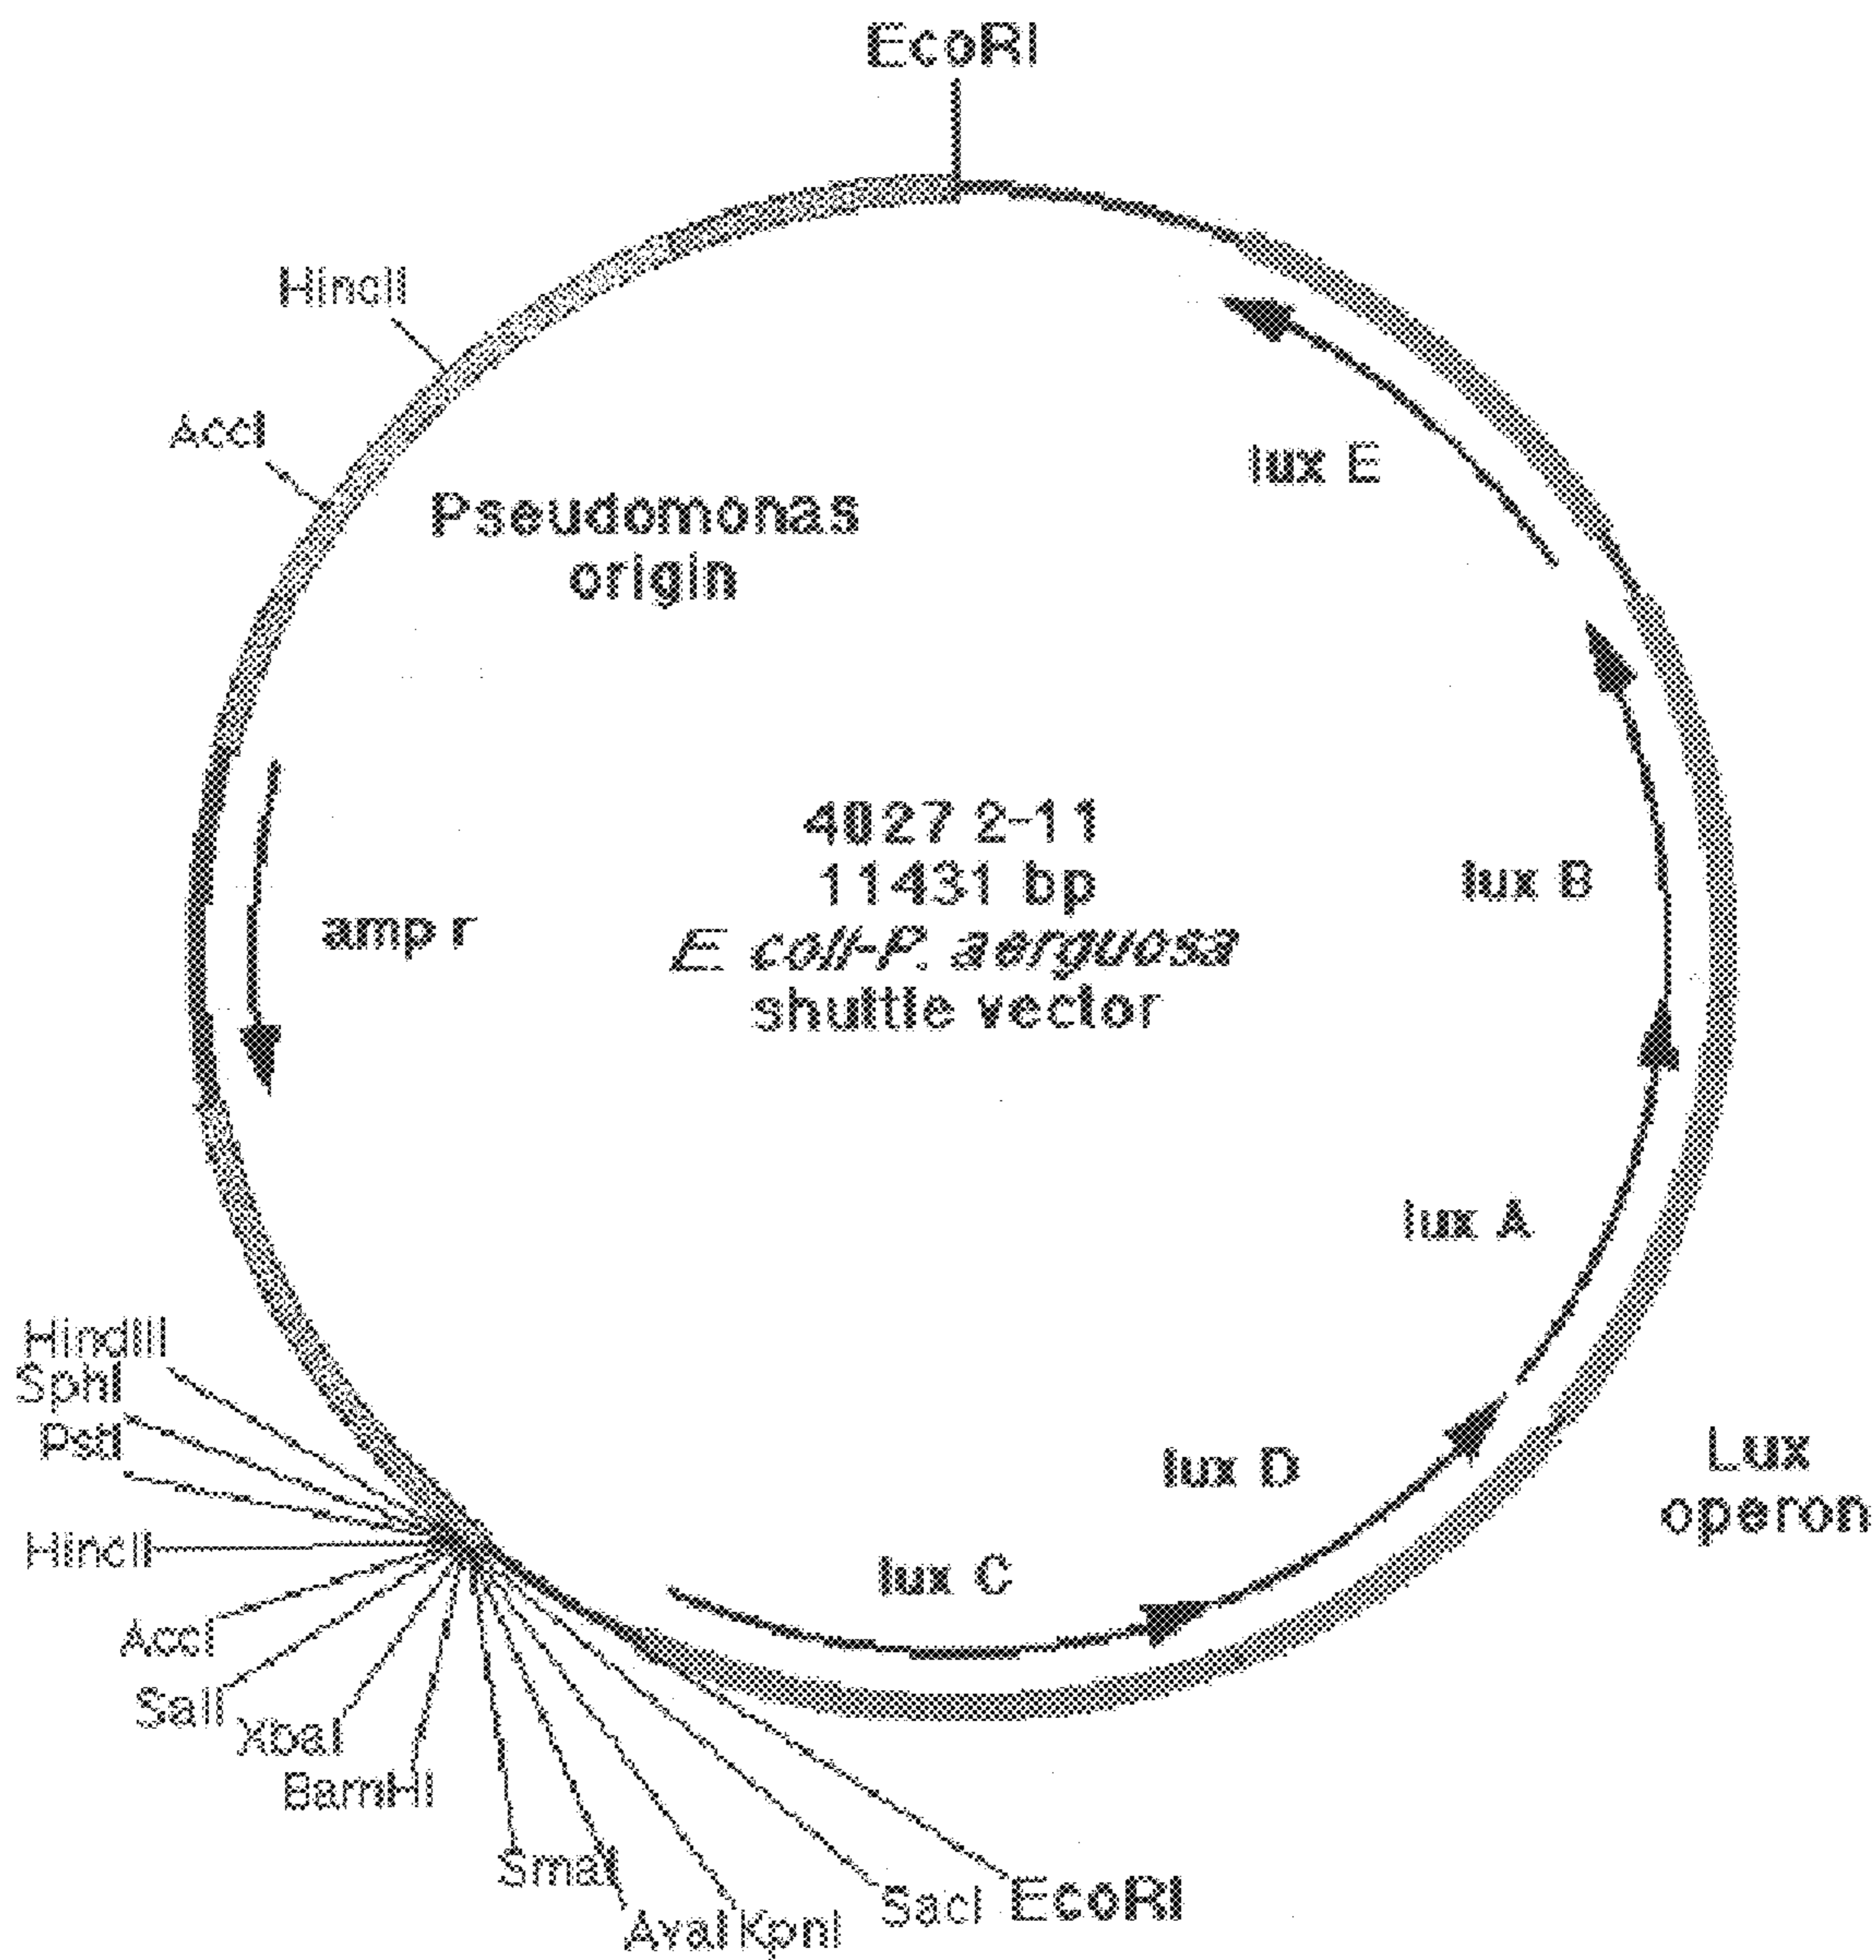 EcoRI
HincII
AccI
Pseudomonas
origin
lux E
4027 2-11
11431 bp
E coli-P. aerguosa
shuttle vector
lux B
amp r
lux A
HindIII
SphI
PstI
HincII
AccI
SalI
XbaI
BamHI
SmaI
AvaI
KpnI
SacI
EcoRI
lux C
lux D
Lux
operon